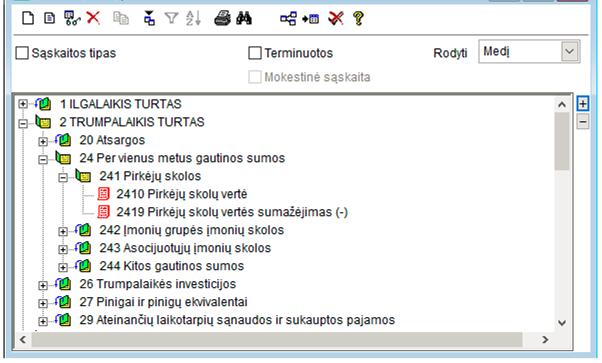 Sąskaitos tipas
Terminuotos
Rodyti
Medį
Mokestinė sąskaita
1 ILGALAIKIS TURTAS
2 TRUMPALAIKIS TURTAS
20 Atsargos
24 Per vienus metus gautinos sumos
241 Pirkėjų skolos
2410 Pirkėjų skolų vertė
2419 Pirkėjų skolų vertės sumažėjimas (-)
242 Įmonių grupės įmonių skolos
243 Asocijuotųjų įmonių skolos
244 Kitos gautinos sumos
26 Trumpalaikės investicijos
27 Pinigai ir pinigų ekvivalentai
29 Ateinančių laikotarpių sąnaudos ir sukauptos pajamos